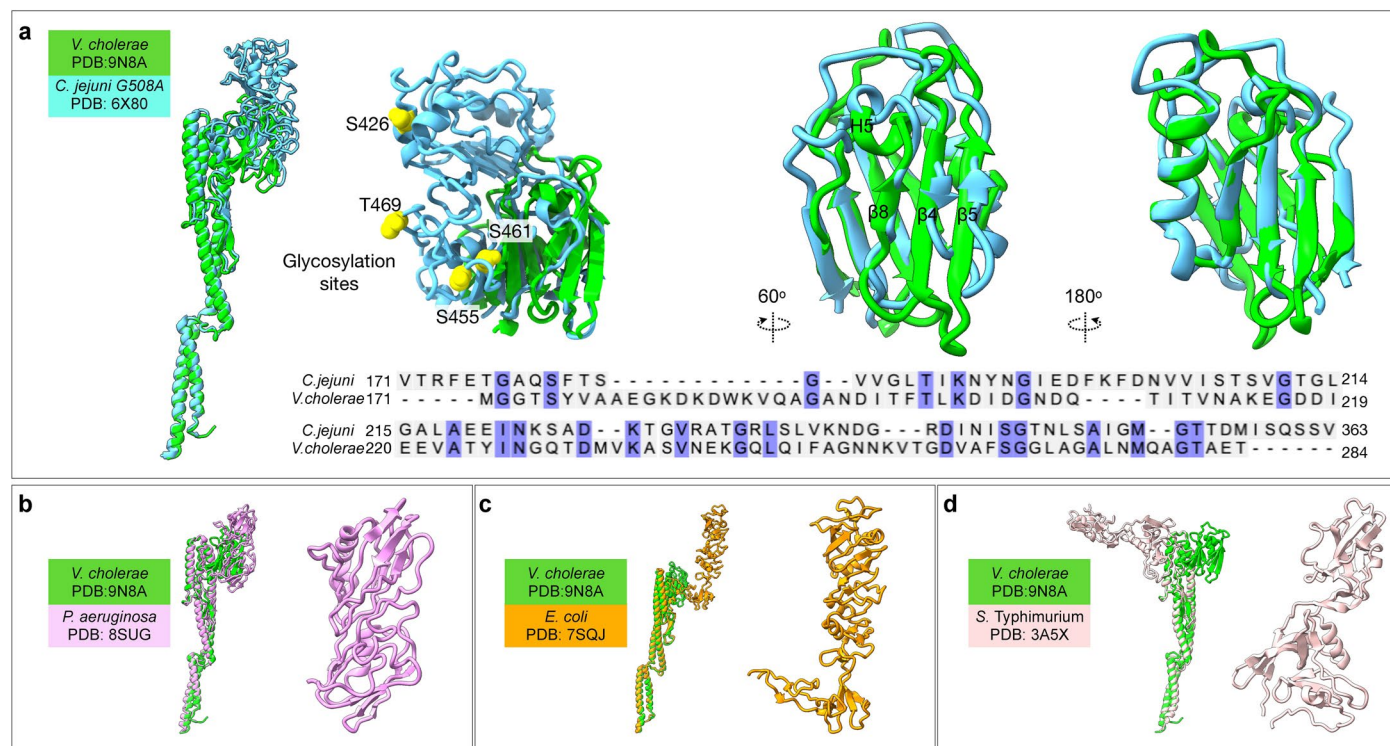 a
V. cholerae
PDB:9N8A
C. jejuni G508A
PDB: 6X80
S426
T469
S461
Glycosylation
sites
S455
H5
β8
β4
β5
60º
180º
C.jejuni 171 VTRFETGAQSFTS-----------G--VVGLTIKNYNGIEDFKFDNVVISTSVGTGL 214
V.cholerae 171 -----MGGTSYVAAEGKDKDWKVQAGANDITFTLKDIDGNDQ----TITVNAKEGDDI 219
C.jejuni 215 GALAEEINKSAD--KTGVRATGRLSLVKNDG---RDINISGTNLSAIGM-GTTDMISQSSV 363
V.cholerae 220 EEVATYINGQTDMVKASVNEKGQLQIFAGNNKVTGDVAFSGGLAGALNMQAGTAET------ 284
b
V. cholerae
PDB:9N8A
P. aeruginosa
PDB: 8SUG
c
V. cholerae
PDB:9N8A
E. coli
PDB: 7SQJ
d
V. cholerae
PDB:9N8A
S. Typhimurium
PDB: 3A5X